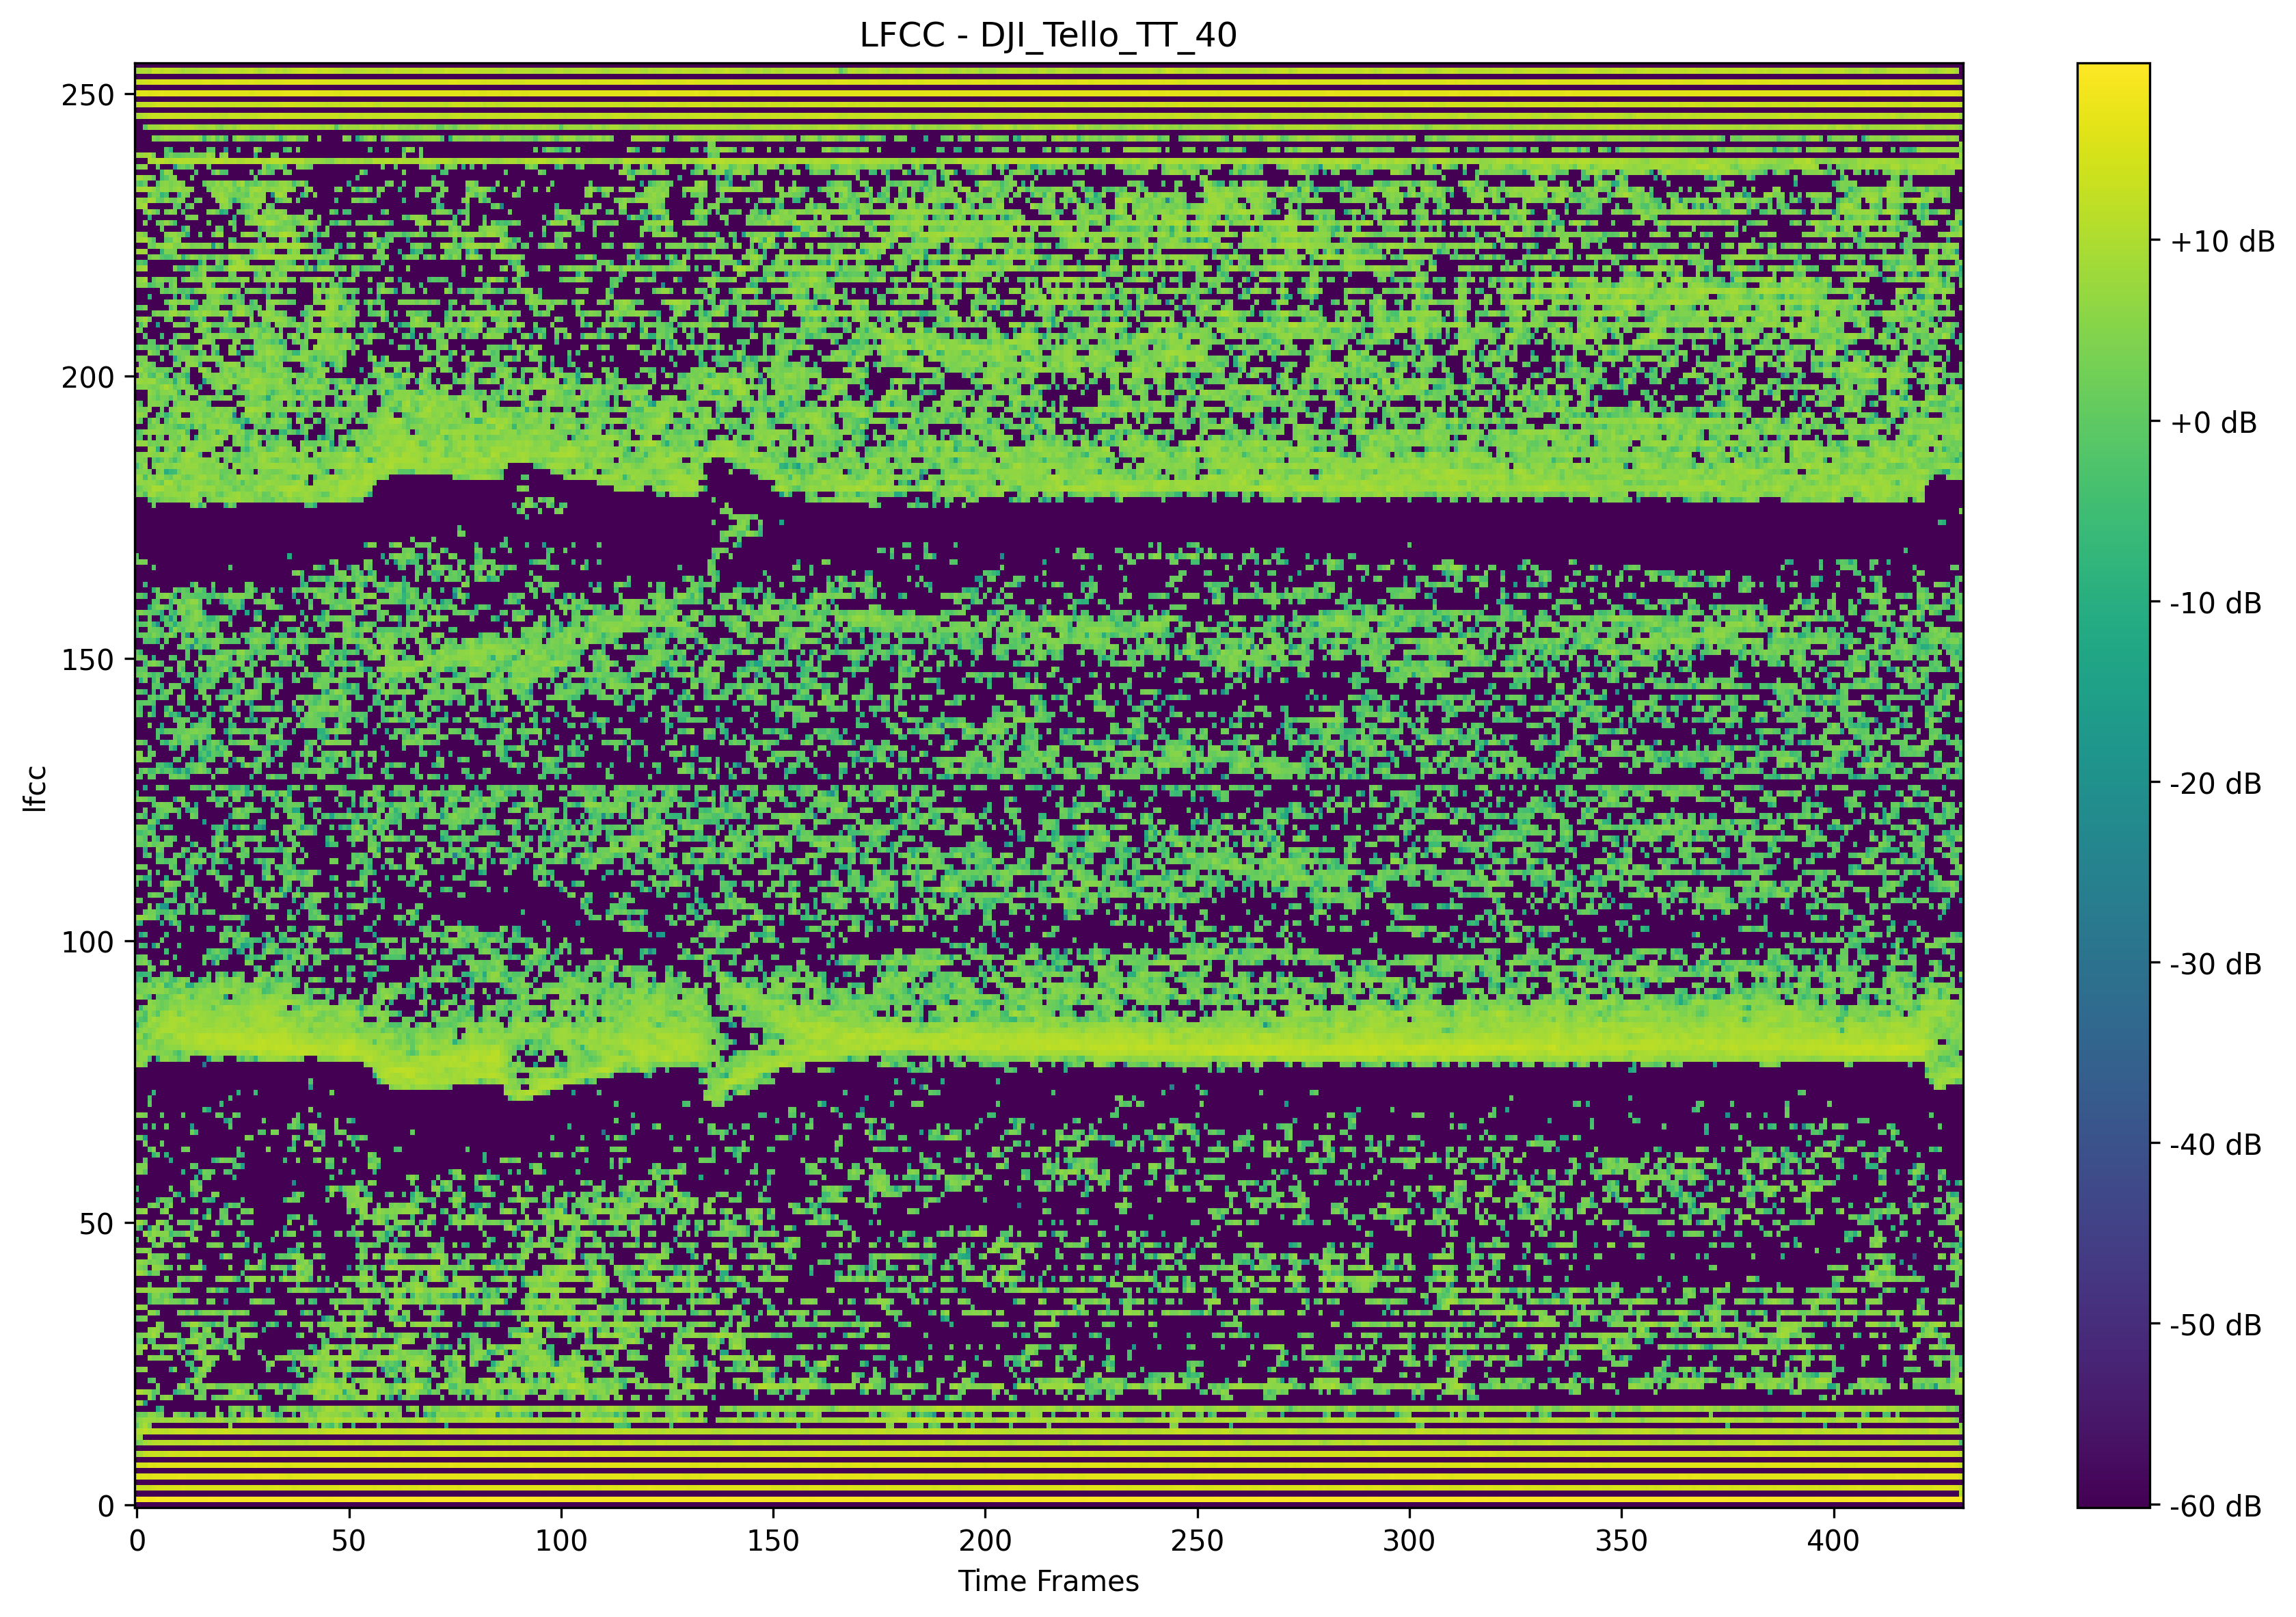 LFCC - DJI_Tello_TT_40
250
200
150
100
50
0
lfcc
0
50
100
150
200
250
300
350
400
Time Frames
+10 dB
+0 dB
-10 dB
-20 dB
-30 dB
-40 dB
-50 dB
-60 dB